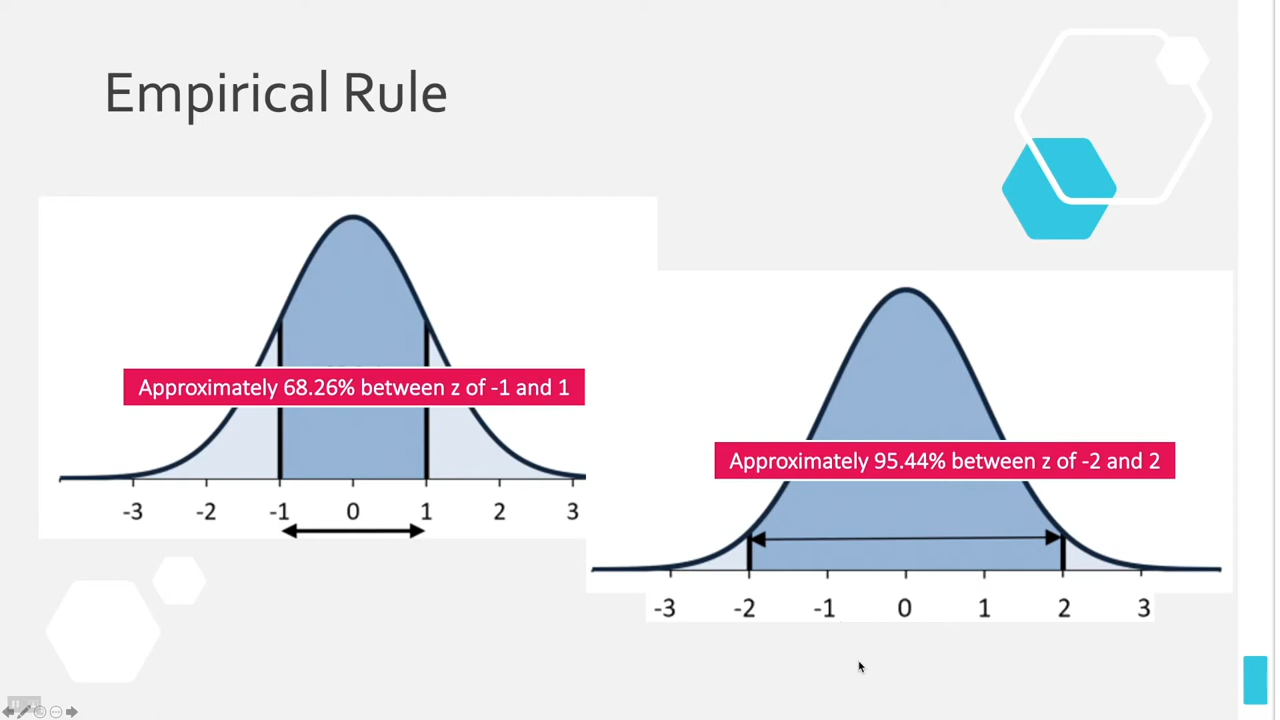 Empirical Rule
Approximately 68.26% between z of -1 and 1
-3 -2 -1 0 1 2 3
Approximately 95.44% between z of -2 and 2
-3 -2 -1 0 1 2 3